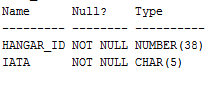 Name      Null?    Type
--------- -------- ----------
HANGAR_ID NOT NULL NUMBER(38)
IATA      NOT NULL CHAR(5)